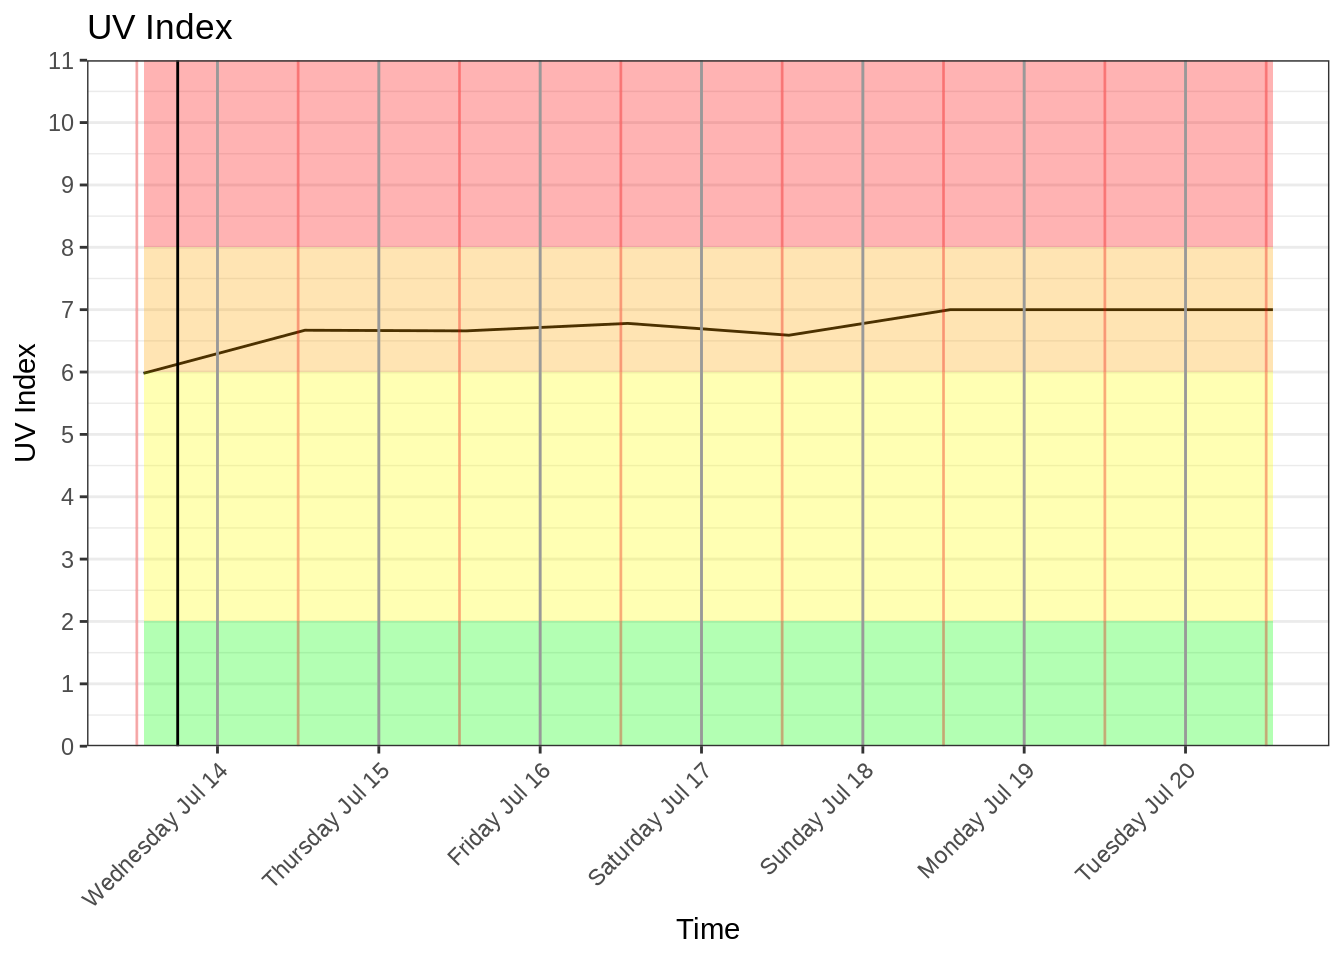 UV Index
11
10
9
8
7
6
5
4
3
2
1
0
UV Index
Wednesday Jul 14
Thursday Jul 15
Friday Jul 16
Saturday Jul 17
Sunday Jul 18
Monday Jul 19
Tuesday Jul 20
Time